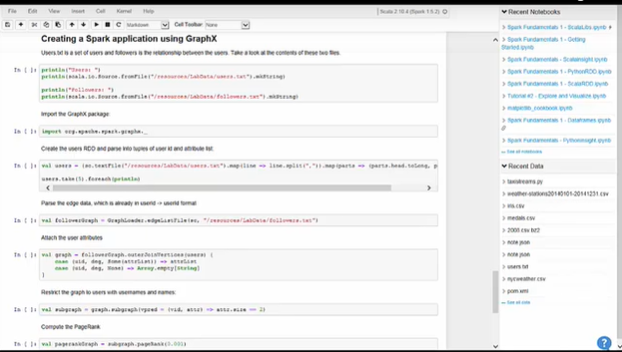 File Edit View Insert Cell Kernel Help
Scala 2.10.4 (Spark 1.5.2)
Markdown Cell Toolbar: None
Creating a Spark application using GraphX
Users.txt is a set of users and followers is the relationship between the users. Take a look at the contents of these two files.
In [ ]: println("Users: ")
println(scala.io.Source.fromFile("/resources/LabData/users.txt").mkString)
println("Followers: ")
println(scala.io.Source.fromFile("/resources/LabData/followers.txt").mkString)
Import the GraphX package:
In [ ]: import org.apache.spark.graphx._
Create the users RDD and parse into tuples of user id and attribute list:
In [ ]: val users = (sc.textFile("/resources/LabData/users.txt").map(line => line.split(",")).map(parts => (parts.head.toLong, p
users.take(5).foreach(println)
Parse the edge data, which is already in userId -> userId format
In [ ]: val followerGraph = GraphLoader.edgeListFile(sc, "/resources/LabData/followers.txt")
Attach the user attributes
In [ ]: val graph = followerGraph.outerJoinVertices(users) {
case (uid, deg, Some(attrList)) => attrList
case (uid, deg, None) => Array.empty[String]
}
Restrict the graph to users with usernames and names:
In [ ]: val subgraph = graph.subgraph(vpred = (vid, attr) => attr.size == 2)
Compute the PageRank
In [ ]: val pagerankGraph = subgraph.pageRank(0.001)
Recent Notebooks
Spark Fundamentals 1 - ScalaLibs.ipynb
Spark Fundamentals 1 - Getting
Started.ipynb
Spark Fundamentals - ScalaInsight.ipynb
Spark Fundamentals 1 - PythonRDD.ipynb
Spark Fundamentals 1 - ScalaRDD.ipynb
Tutorial #2 - Explore and Visualize.ipynb
matplotlib_cookbook.ipynb
Spark Fundamentals 1 - Dataframes.ipynb
Spark Fundamentals 1 - PythonInsight.ipynb
See all notebooks
Recent Data
taxistreams.py
weather-stations20140101-20141231.csv
iris.csv
medals.csv
2008.csv.bz2
note.json
note.json
users.txt
nycweather.csv
pom.xml
See all data
?